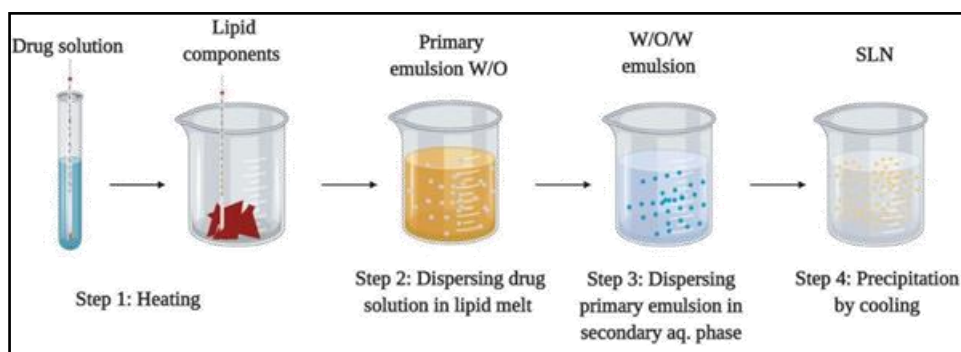 Drug solution
Lipid
components
Primary
emulsion W/O
W/O/W
emulsion
SLN
Step 1: Heating
Step 2: Dispersing drug
solution in lipid melt
Step 3: Dispersing
primary emulsion in
secondary aq. phase
Step 4: Precipitation
by cooling